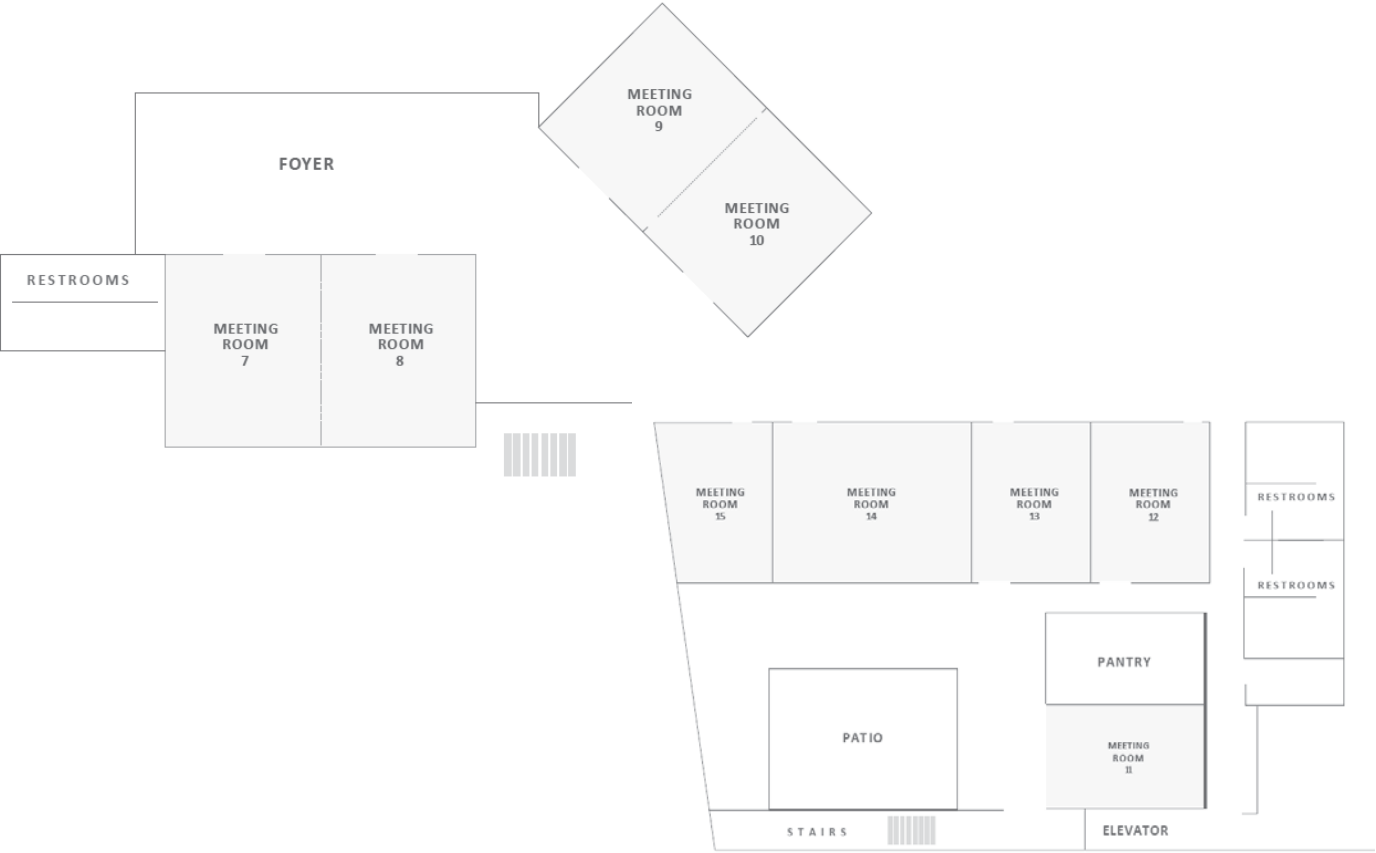 MEETING
ROOM
9
FOYER
MEETING
ROOM
10
RESTROOMS
MEETING
ROOM
7
MEETING
ROOM
8
MEETING
ROOM
15
MEETING
ROOM
14
MEETING
ROOM
13
MEETING
ROOM
12
RESTROOMS
RESTROOMS
PANTRY
PATIO
MEETING
ROOM
11
STAIRS
ELEVATOR